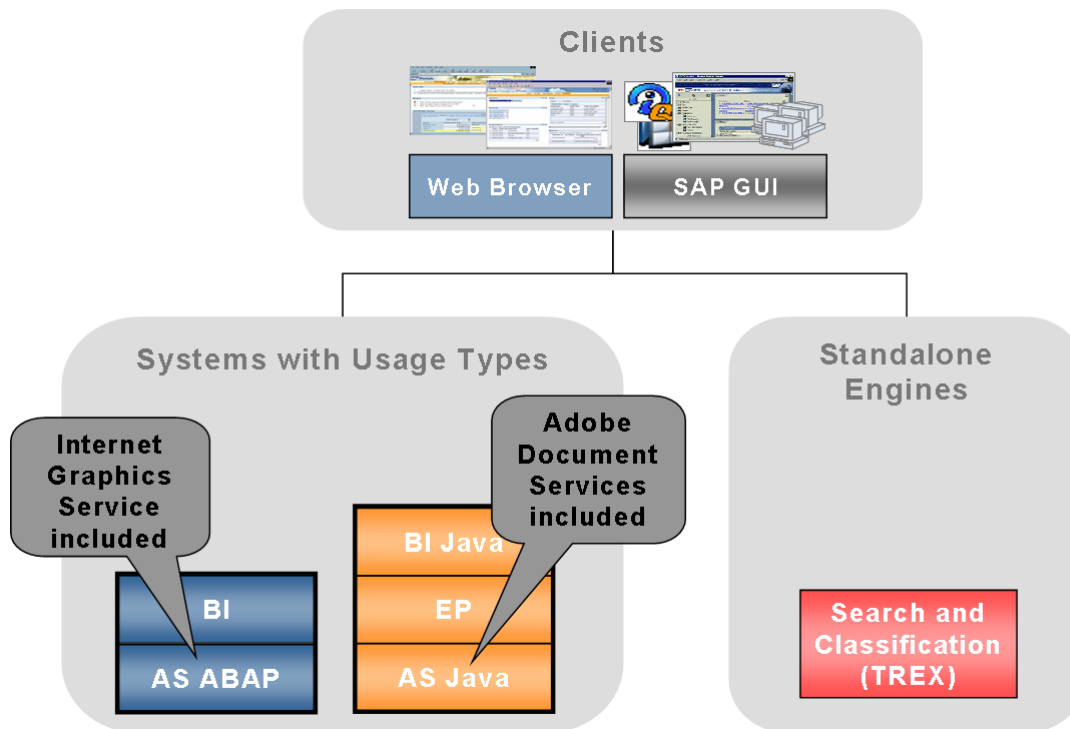 Clients
Web Browser
SAP GUI
Systems with Usage Types
Internet
Graphics
Service
included
Adobe
Document
Services
included
BI
AS ABAP
BI Java
EP
AS Java
Standalone
Engines
Search and
Classification
(TREX)